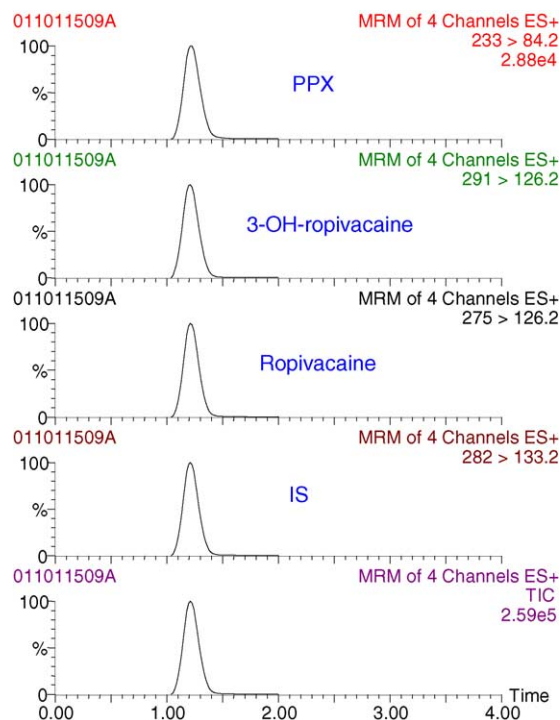 011011509A
MRM of 4 Channels ES+
233 > 84.2
2.88e4
100
%
0
PPX
011011509A
MRM of 4 Channels ES+
291 > 126.2
100
%
0
3-OH-ropivacaine
011011509A
MRM of 4 Channels ES+
275 > 126.2
100
%
0
Ropivacaine
011011509A
MRM of 4 Channels ES+
282 > 133.2
100
%
0
IS
011011509A
MRM of 4 Channels ES+
TIC
2.59e5
100
%
0
Time
0.00 1.00 2.00 3.00 4.00